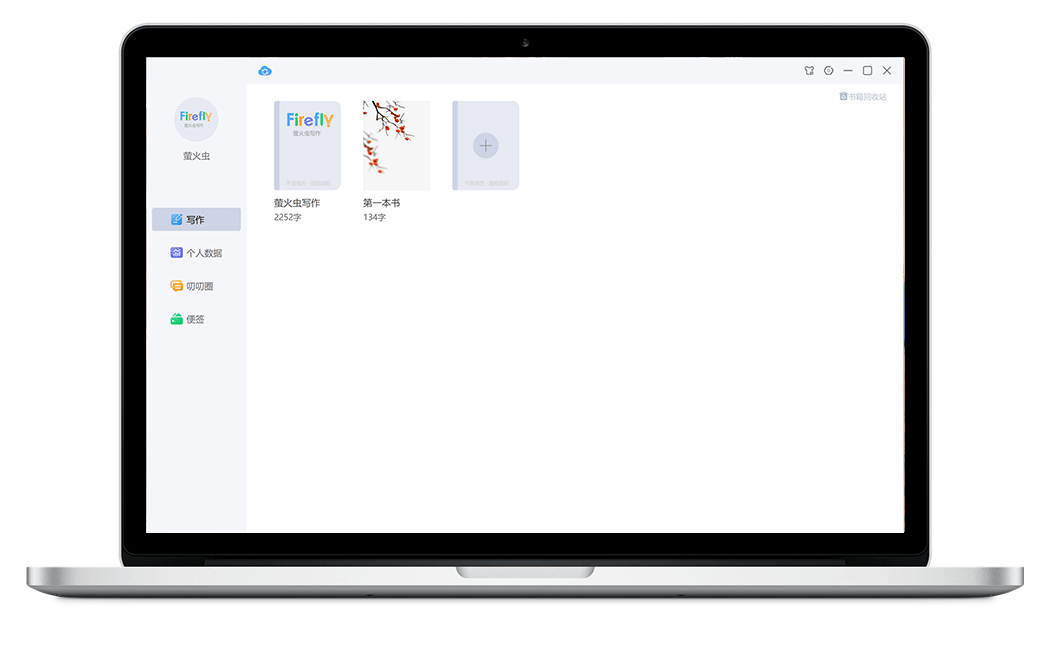 书籍回收站
Firefly
萤火虫写作
萤火虫
写作
个人数据
叨叨圈
便签
Firefly
萤火虫写作
萤火虫写作
2252字
第一本书
134字